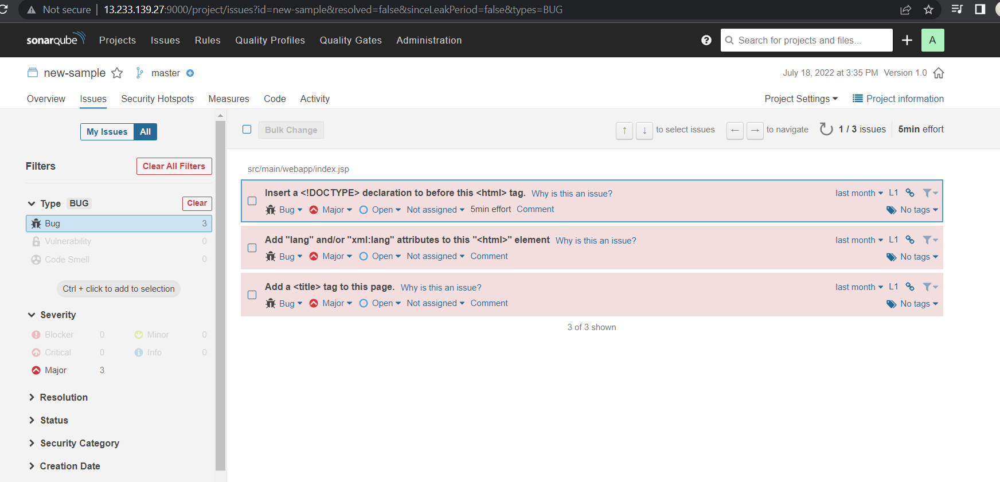 Not secure 13.233.139.27:9000/project/issues?id=new-sample&resolved=false&sinceLeakPeriod=false&types=BUG
sonarqube Projects Issues Rules Quality Profiles Quality Gates Administration ? Search for projects and files... + A
new-sample master July 18, 2022 at 3:35 PM Version 1.0
Overview Issues Security Hotspots Measures Code Activity Project Settings Project information
My Issues All
Bulk Change ↑ ↓ to select issues ← → to navigate 1 / 3 issues 5min effort
Filters Clear All Filters
Type BUG Clear
Bug 3
Vulnerability 0
Code Smell 0
Ctrl + click to add to selection
Severity
Blocker 0 Minor 0
Critical 0 Info 0
Major 3
Resolution
Status
Security Category
Creation Date
src/main/webapp/index.jsp
Insert a <!DOCTYPE> declaration to before this <html> tag. Why is this an issue? last month L1
Bug Major Open Not assigned 5min effort Comment No tags
Add "lang" and/or "xml:lang" attributes to this "<html>" element Why is this an issue? last month L1
Bug Major Open Not assigned Comment No tags
Add a <title> tag to this page. Why is this an issue? last month L1
Bug Major Open Not assigned Comment No tags
3 of 3 shown